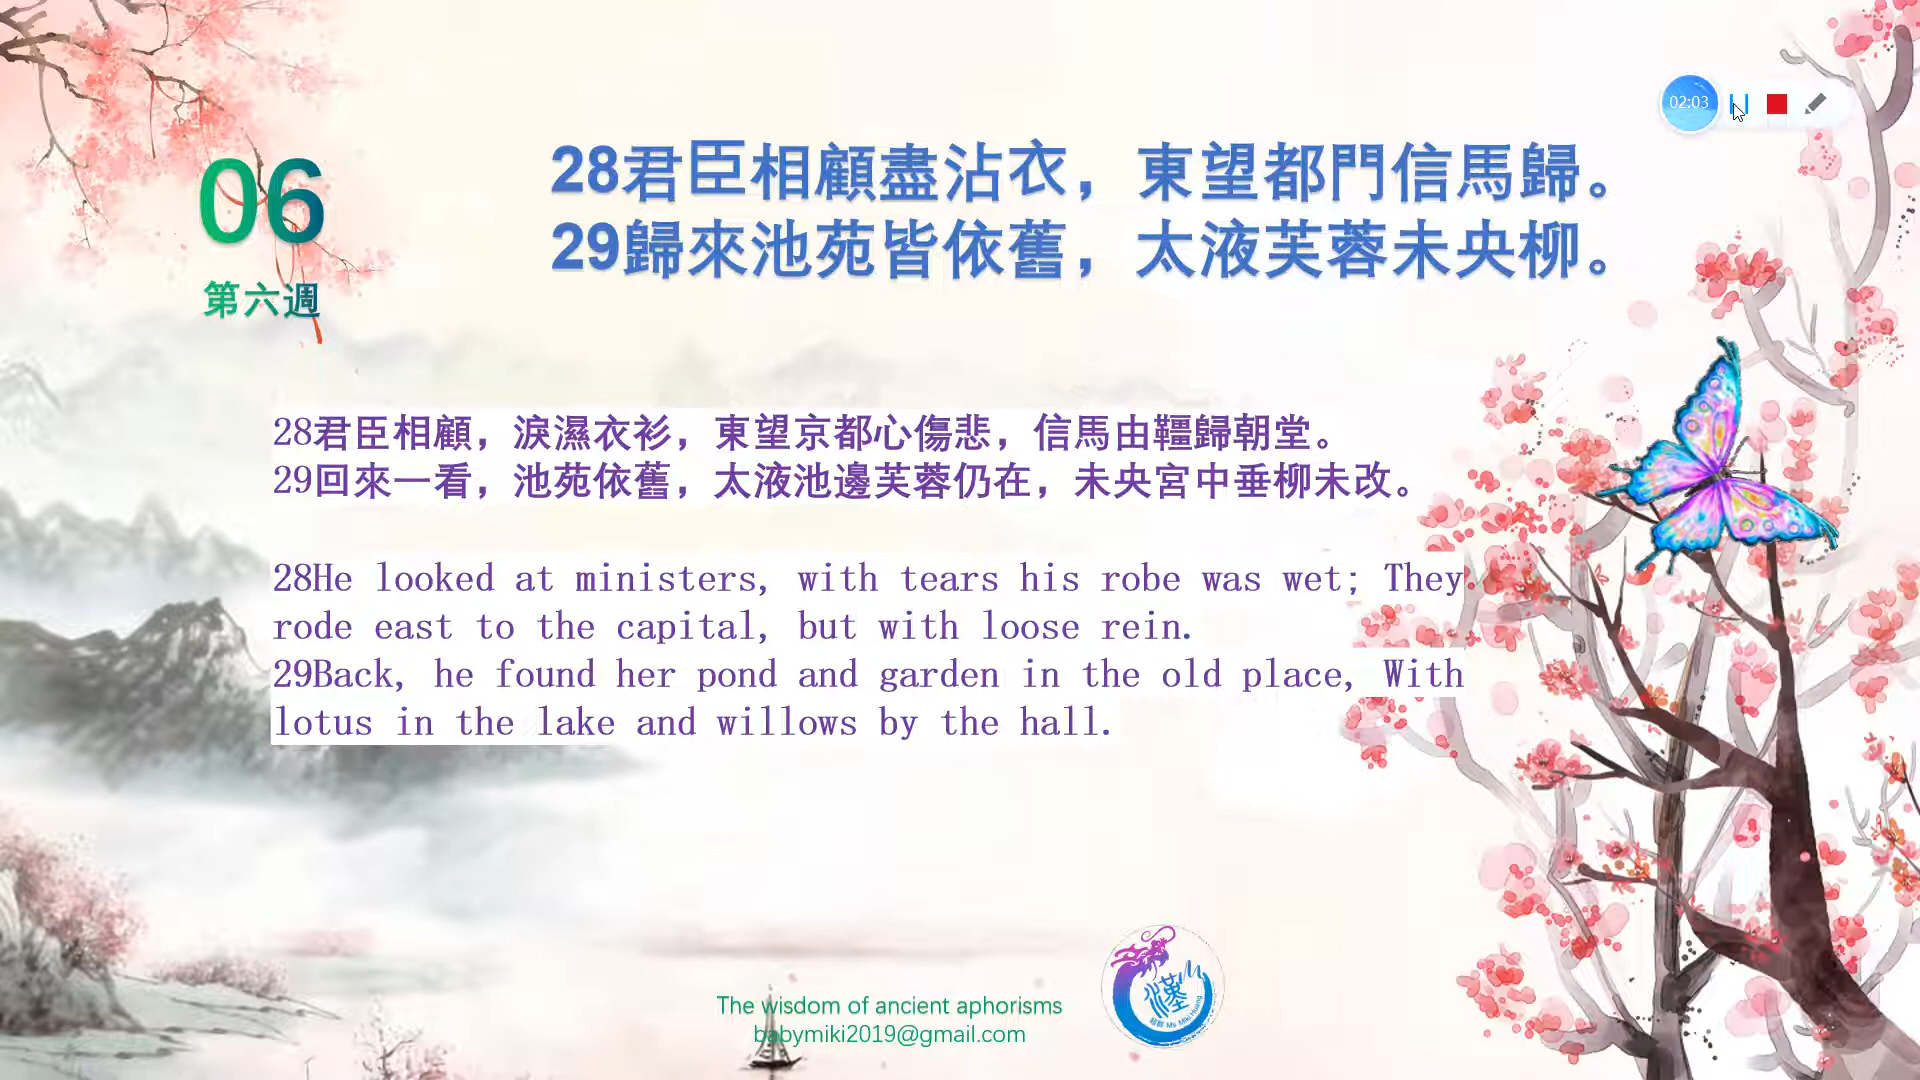 02:03
06
第六週
28君臣相顧盡沾衣，東望都門信馬歸。
29歸來池苑皆依舊，太液芙蓉未央柳。
28君臣相顧，淚濕衣衫，東望京都心傷悲，信馬由韁歸朝堂。
29回來一看，池苑依舊，太液池邊芙蓉仍在，未央宮中垂柳未改。
28He looked at ministers, with tears his robe was wet; They
rode east to the capital, but with loose rein.
29Back, he found her pond and garden in the old place, With
lotus in the lake and willows by the hall.
The wisdom of ancient aphorisms
babymiki2019@gmail.com
漢